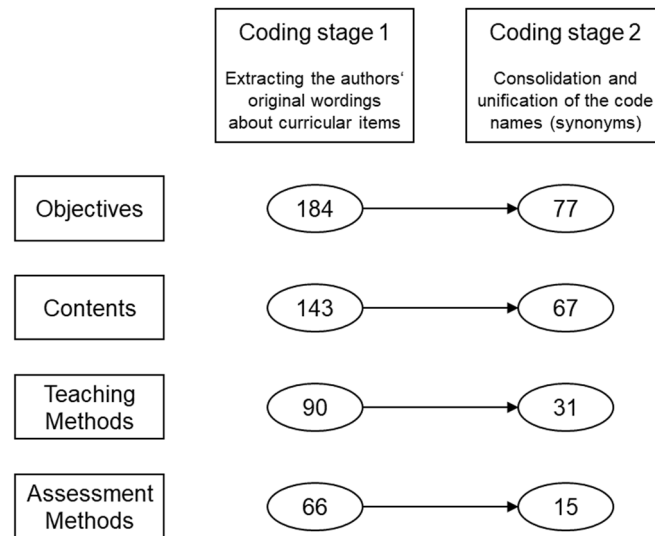 Coding stage 1
Extracting the authors‘
original wordings
about curricular items
Coding stage 2
Consolidation and
unification of the code
names (synonyms)
Objectives
184
77
Contents
143
67
Teaching
Methods
90
31
Assessment
Methods
66
15